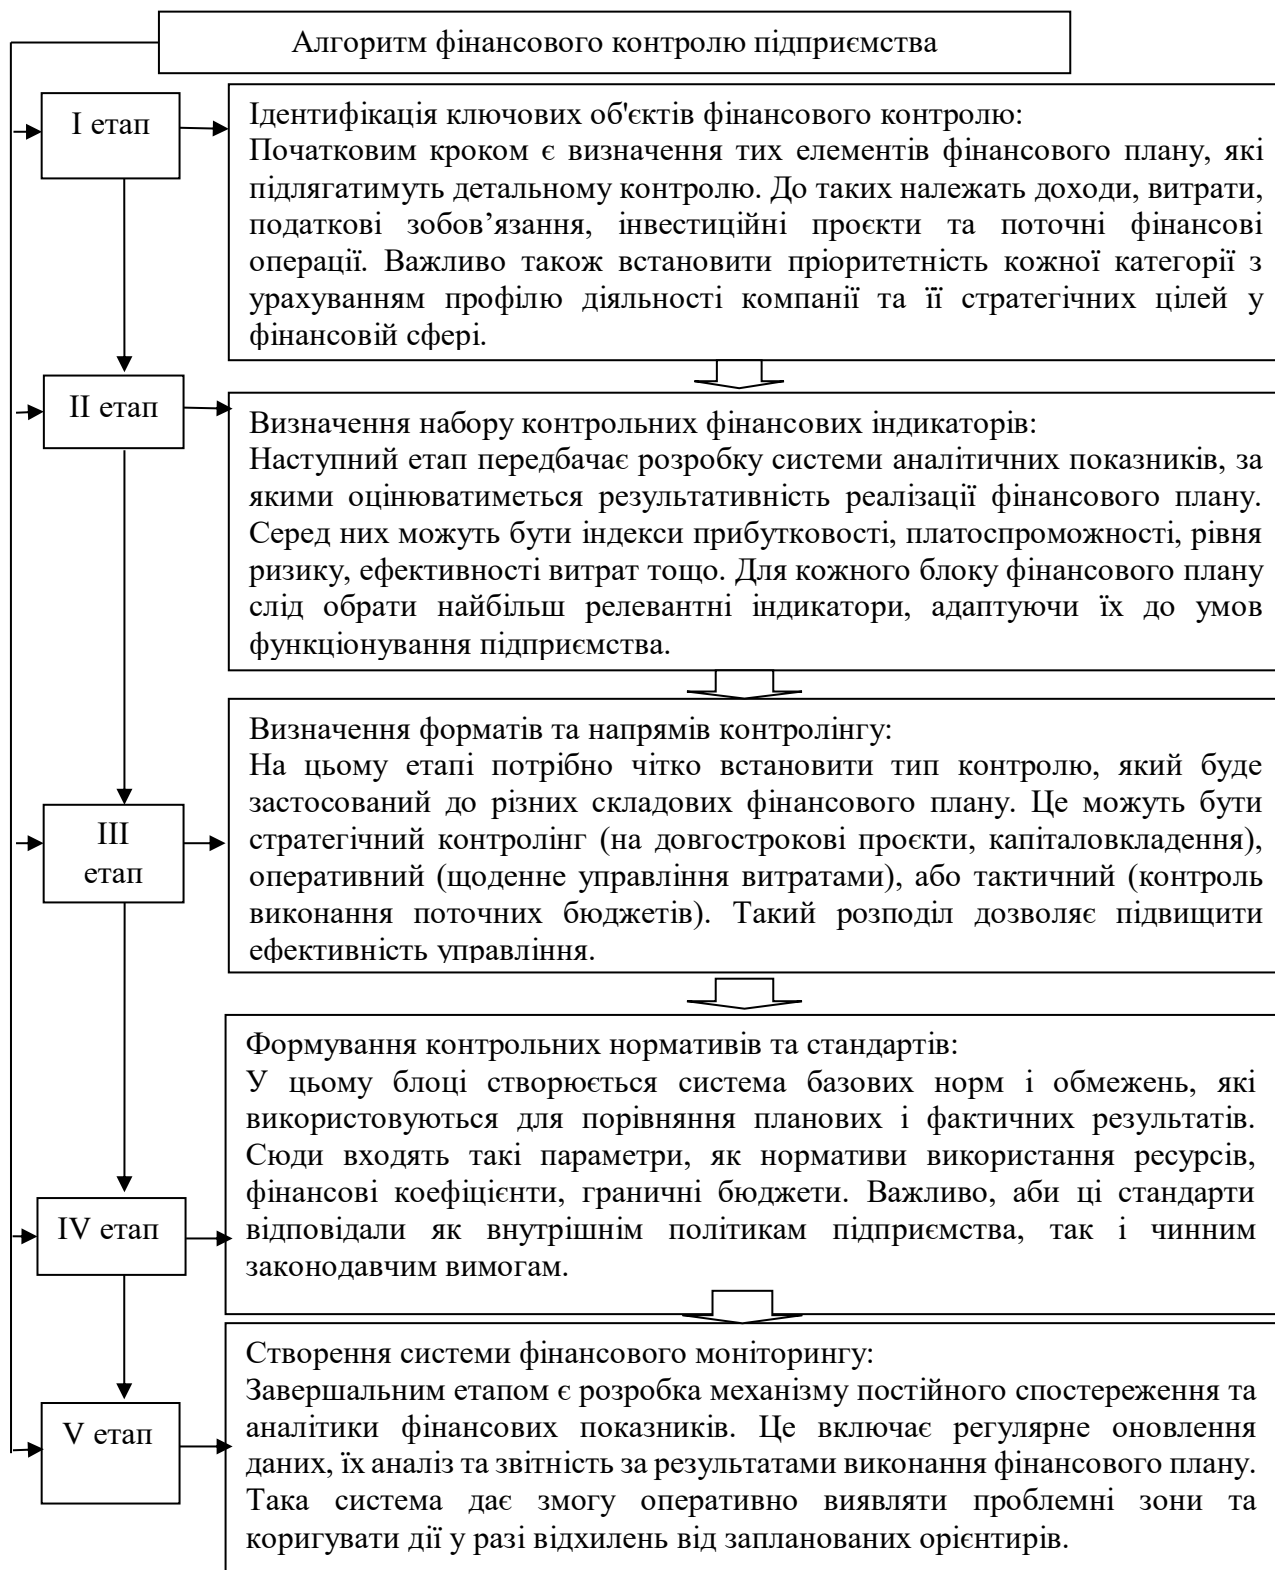 Алгоритм фінансового контролю підприємства
І етап
Ідентифікація ключових об'єктів фінансового контролю:
Початковим кроком є визначення тих елементів фінансового плану, які
підлягатимуть детальному контролю. До таких належать доходи, витрати,
податкові зобов’язання, інвестиційні проєкти та поточні фінансові
операції. Важливо також встановити пріоритетність кожної категорії з
урахуванням профілю діяльності компанії та її стратегічних цілей у
фінансовій сфері.
ІІ етап
Визначення набору контрольних фінансових індикаторів:
Наступний етап передбачає розробку системи аналітичних показників, за
якими оцінюватиметься результативність реалізації фінансового плану.
Серед них можуть бути індекси прибутковості, платоспроможності, рівня
ризику, ефективності витрат тощо. Для кожного блоку фінансового плану
слід обрати найбільш релевантні індикатори, адаптуючи їх до умов
функціонування підприємства.
ІІІ
етап
Визначення форматів та напрямів контролінгу:
На цьому етапі потрібно чітко встановити тип контролю, який буде
застосований до різних складових фінансового плану. Це можуть бути
стратегічний контролінг (на довгострокові проєкти, капіталовкладення),
оперативний (щоденне управління витратами), або тактичний (контроль
виконання поточних бюджетів). Такий розподіл дозволяє підвищити
ефективність управління.
IV етап
Формування контрольних нормативів та стандартів:
У цьому блоці створюється система базових норм і обмежень, які
використовуються для порівняння планових і фактичних результатів.
Сюди входять такі параметри, як нормативи використання ресурсів,
фінансові коефіцієнти, граничні бюджети. Важливо, аби ці стандарти
відповідали як внутрішнім політикам підприємства, так і чинним
законодавчим вимогам.
V етап
Створення системи фінансового моніторингу:
Завершальним етапом є розробка механізму постійного спостереження та
аналітики фінансових показників. Це включає регулярне оновлення
даних, їх аналіз та звітність за результатами виконання фінансового плану.
Така система дає змогу оперативно виявляти проблемні зони та
коригувати дії у разі відхилень від запланованих орієнтирів.